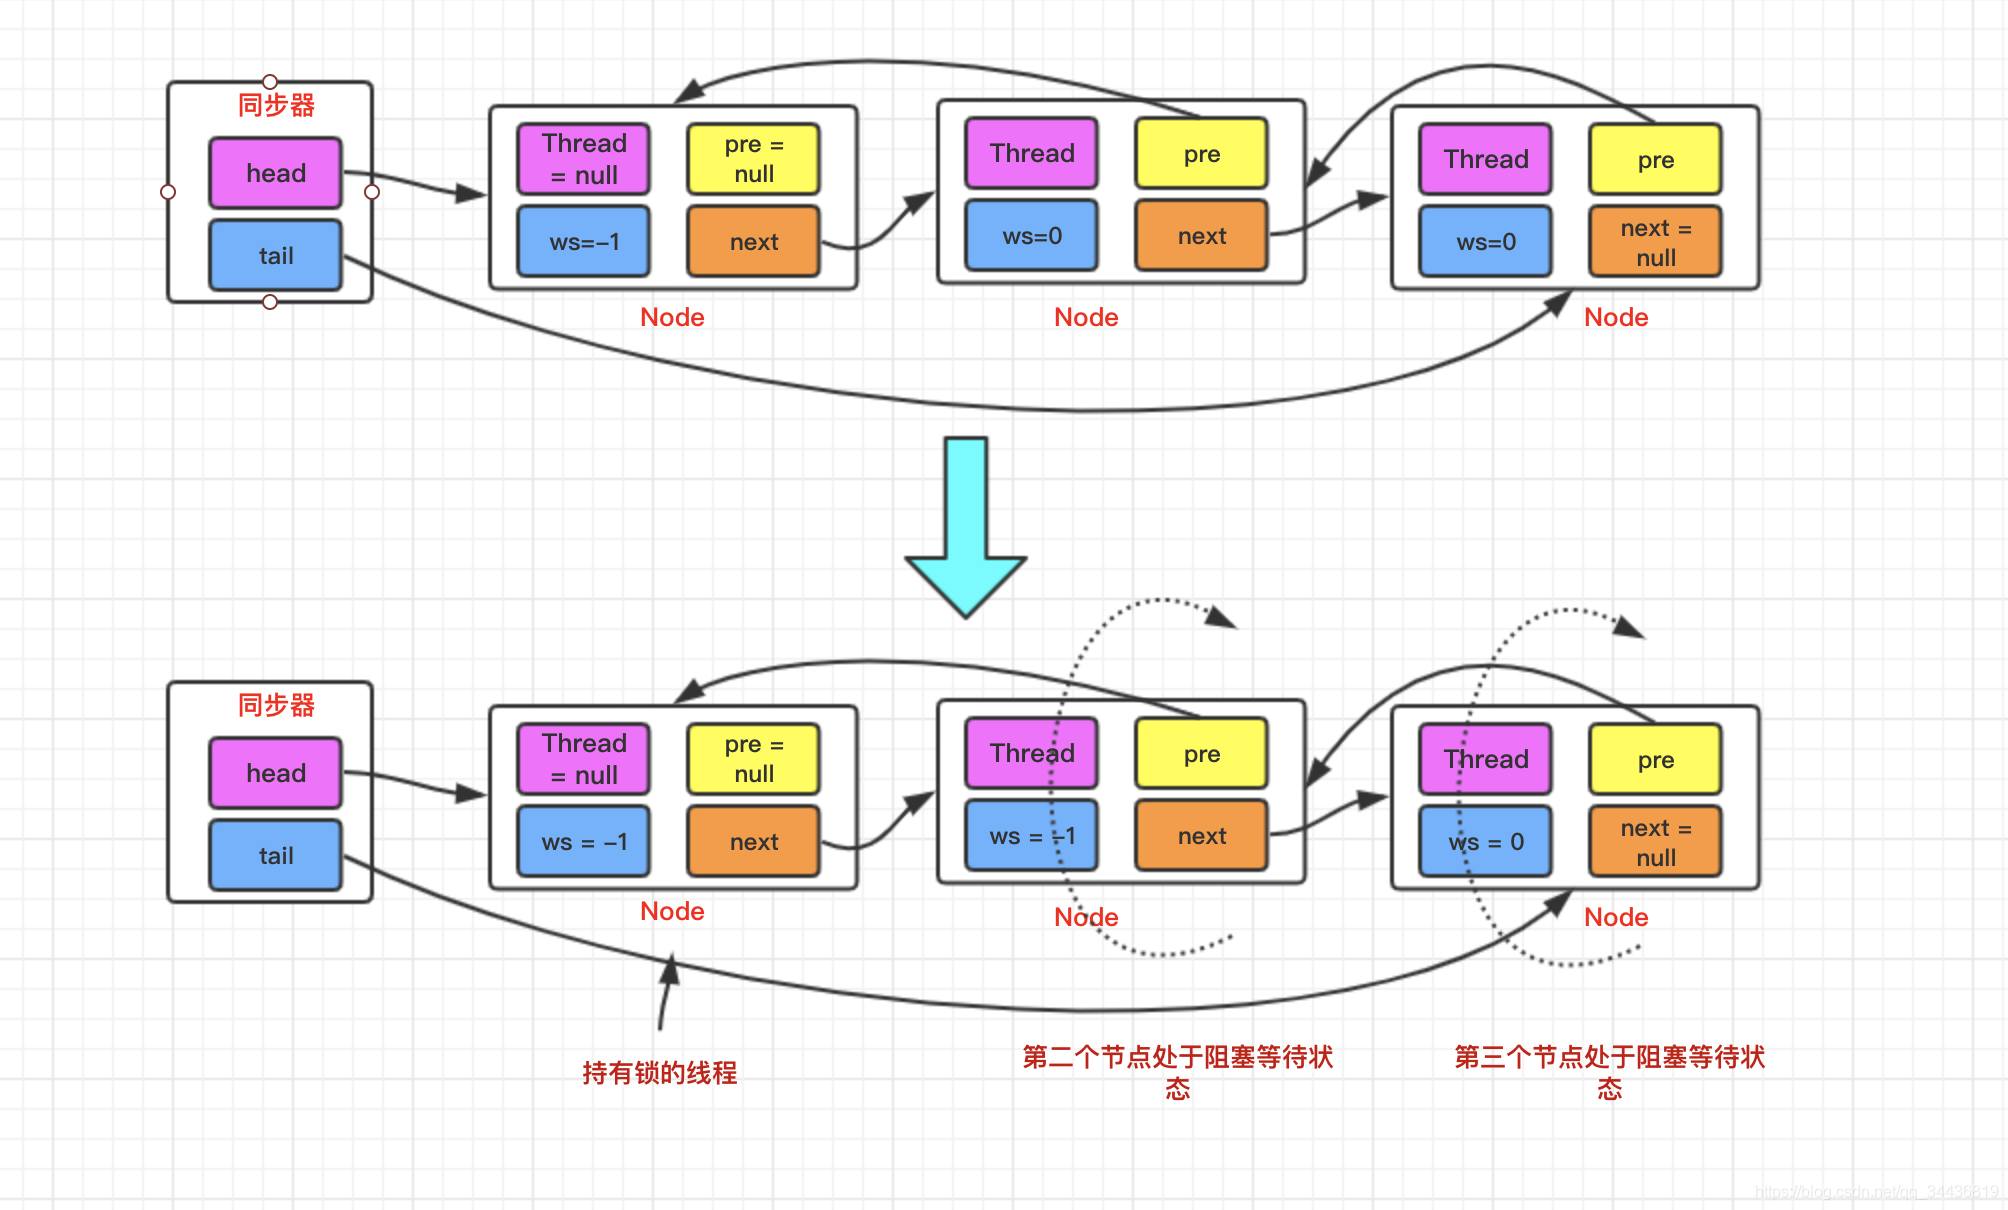 同步器
head
tail
Thread
= null
pre =
null
ws=-1
next
Node
Thread
pre
ws=0
next
Node
Thread
pre
ws=0
next =
null
Node
同步器
head
tail
Thread
= null
pre =
null
ws = -1
next
Node
Thread
pre
ws = -1
next
Node
Thread
pre
ws = 0
next =
null
Node
持有锁的线程
第二个节点处于阻塞等待状
态
第三个节点处于阻塞等待状
态
https://blog.csdn.net/qq_34436819